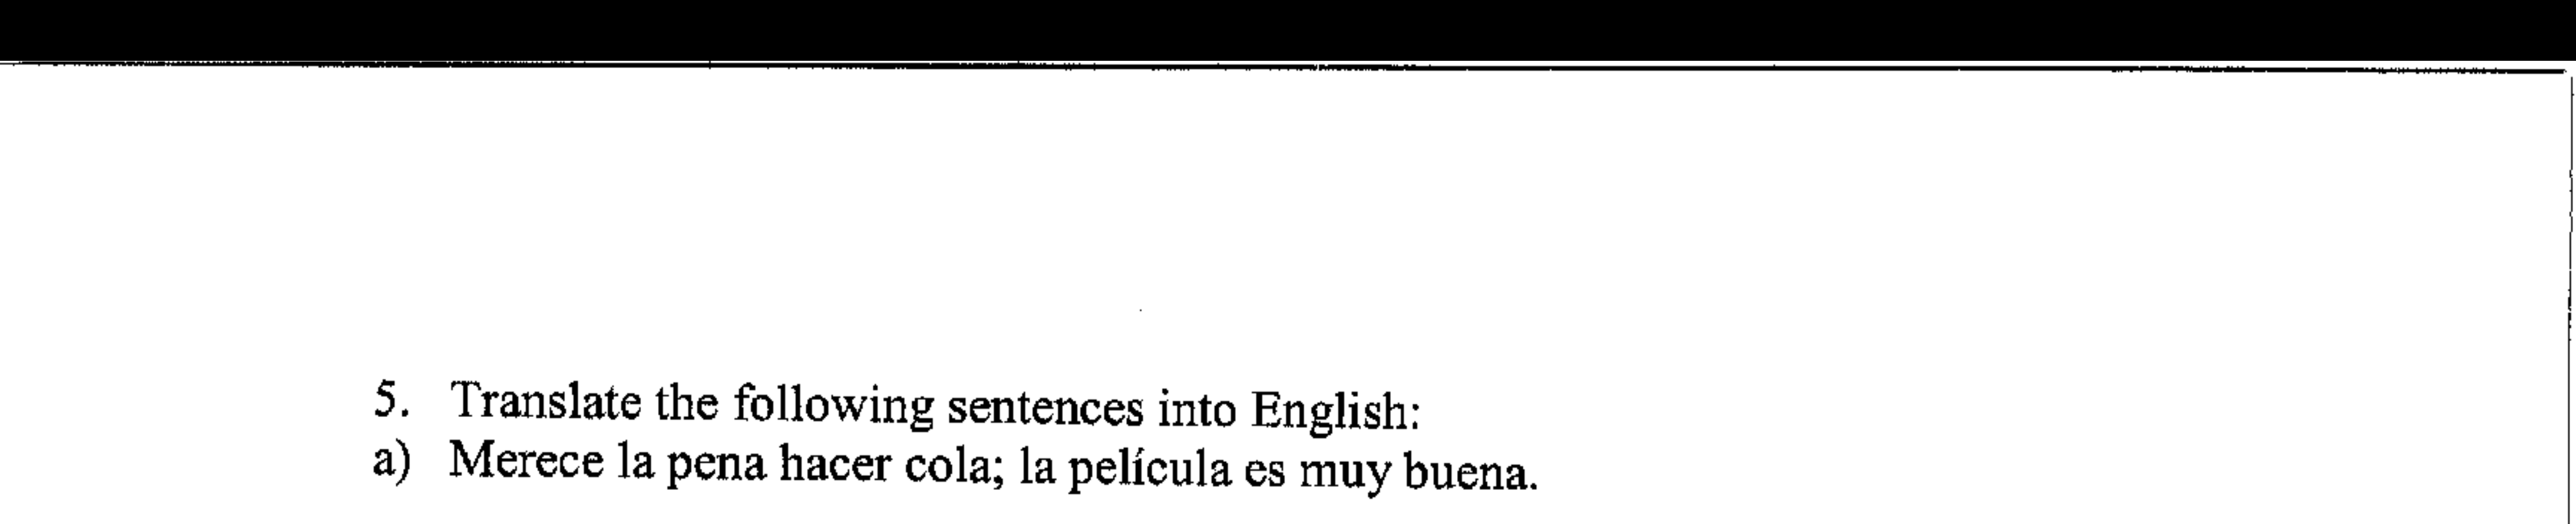 5. Translate the following sentences into English:
a) Merece la pena hacer cola; la película es muy buena.